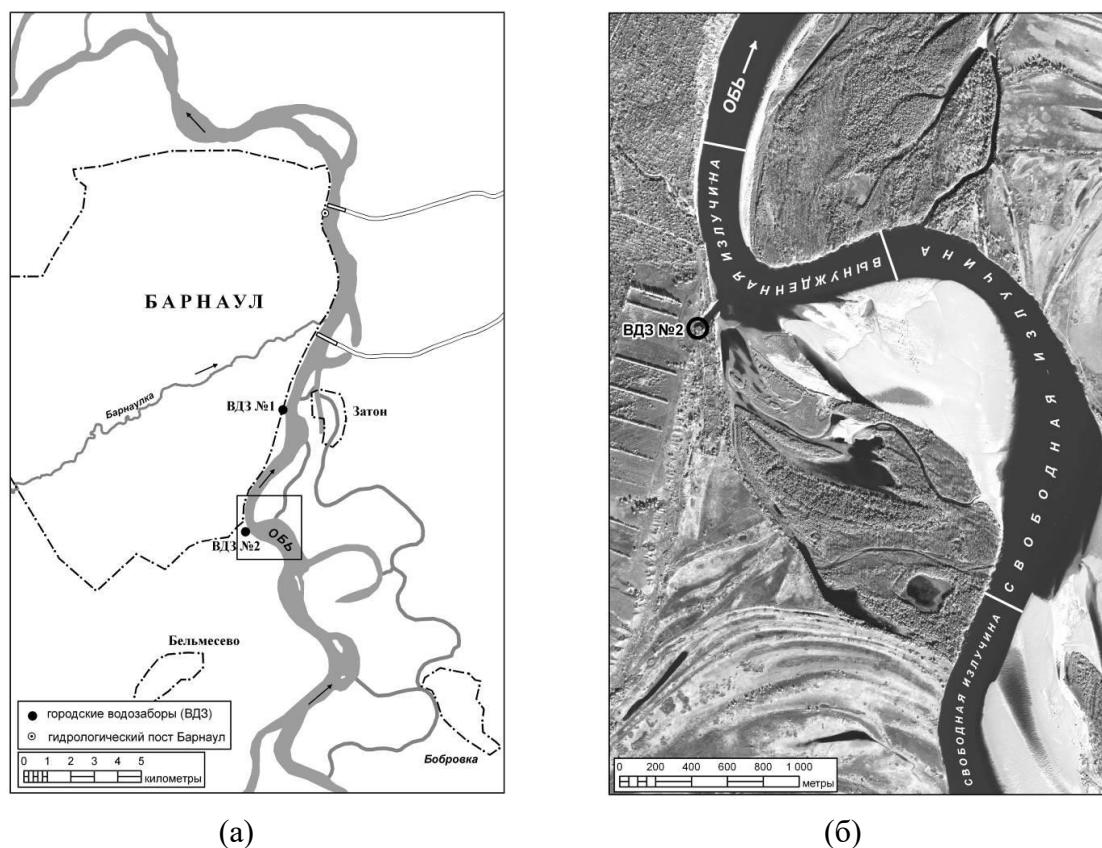 БАРНАУЛ
Барнаулка
ВДЗ №1
Затон
ВДЗ №2
ОБЬ
Бельмесево
Бобровка
городские водозаборы (ВДЗ)
гидрологический пост Барнаул
0 1 2 3 4 5
километры
(а)
ОБЬ
ВЫНУЖДЕННАЯ ИЗЛУЧИНА
ВДЗ №2
СВОБОДНАЯ ИЗЛУЧИНА
СВОБОДНАЯ ИЗЛУЧИНА
0 200 400 600 800 1 000
метры
(б)